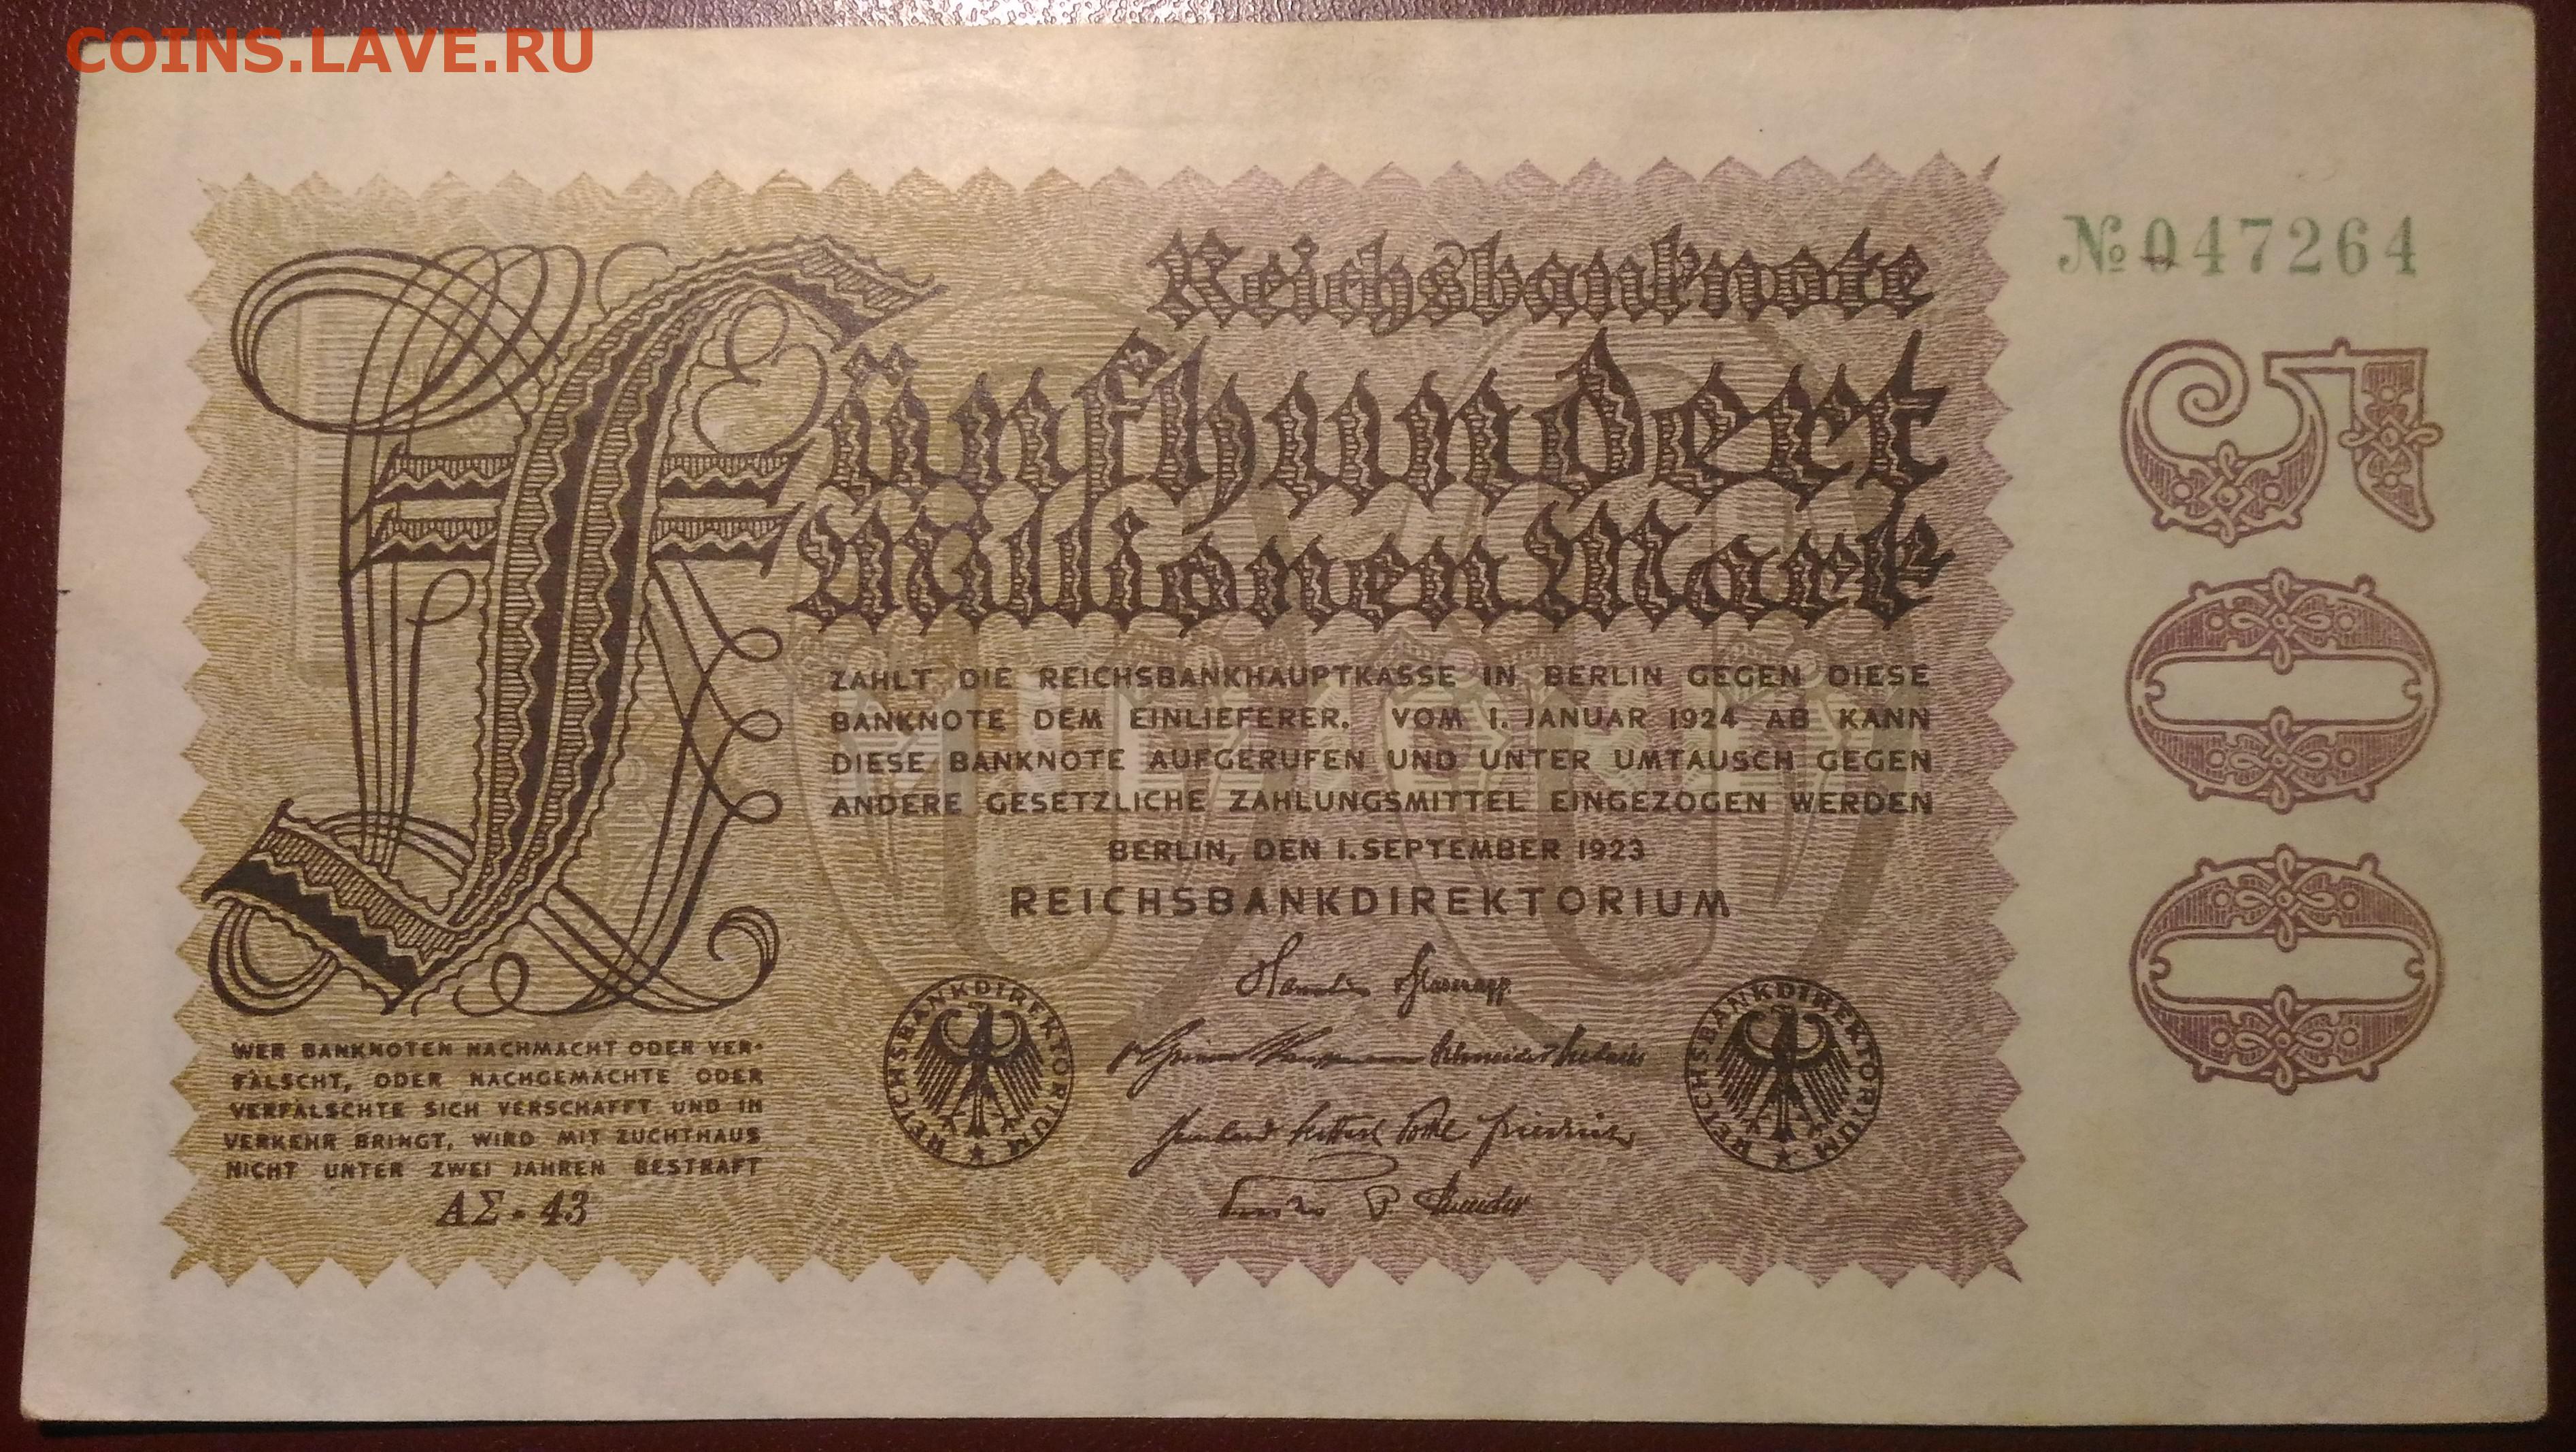 COINS.LAVE.RU
Reichsbanknote
№047264
Fünfhundert
Millionen Mark
500
ZAHLT DIE REICHSBANKHAUPTKASSE IN BERLIN GEGEN DIESE
BANKNOTE DEM EINLIEFERER. VOM 1. JANUAR 1924 AB KANN
DIESE BANKNOTE AUFGERUFEN UND UNTER UMTAUSCH GEGEN
ANDERE GESETZLICHE ZAHLUNGSMITTEL EINGEZOGEN WERDEN
BERLIN, DEN 1. SEPTEMBER 1923
REICHSBANKDIREKTORIUM
REICHSBANKDIREKTORIUM
REICHSBANKDIREKTORIUM
WER BANKNOTEN NACHMACHT ODER VER-
FÄLSCHT, ODER NACHGEMACHTE ODER
VERFÄLSCHTE SICH VERSCHAFFT UND IN
VERKEHR BRINGT, WIRD MIT ZUCHTHAUS
NICHT UNTER ZWEI JAHREN BESTRAFT
ΑΣ-43